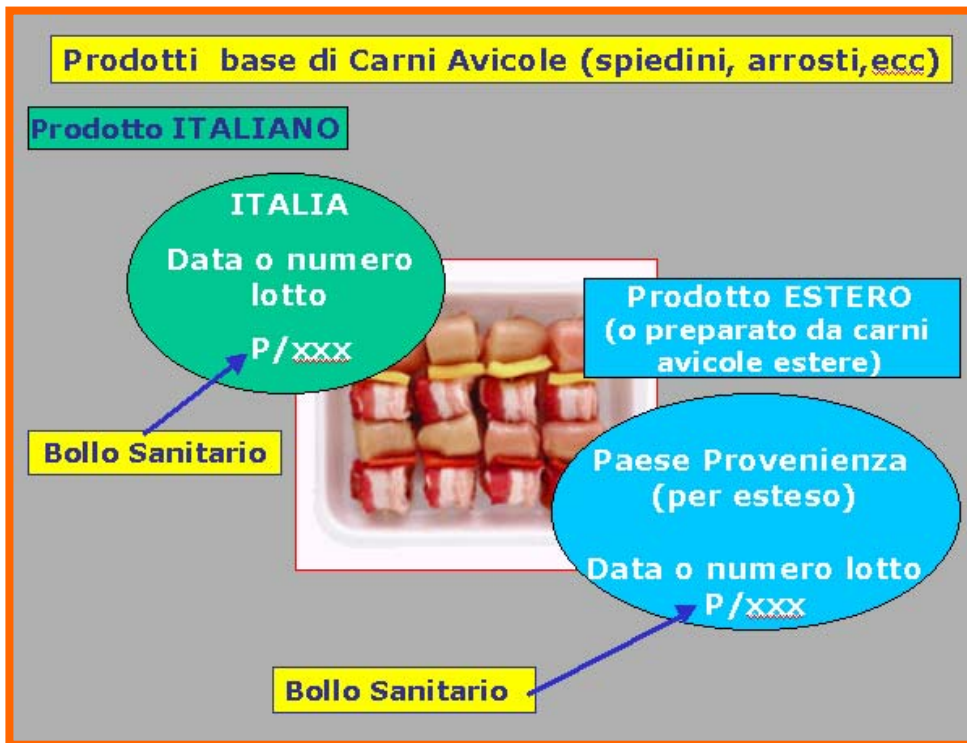 Prodotti base di Carni Avicole (spiedini, arrosti,ecc)
Prodotto ITALIANO
ITALIA
Data o numero
lotto
P/xxx
Bollo Sanitario
Prodotto ESTERO
(o preparato da carni
avicole estere)
Paese Provenienza
(per esteso)
Data o numero lotto
P/xxx
Bollo Sanitario